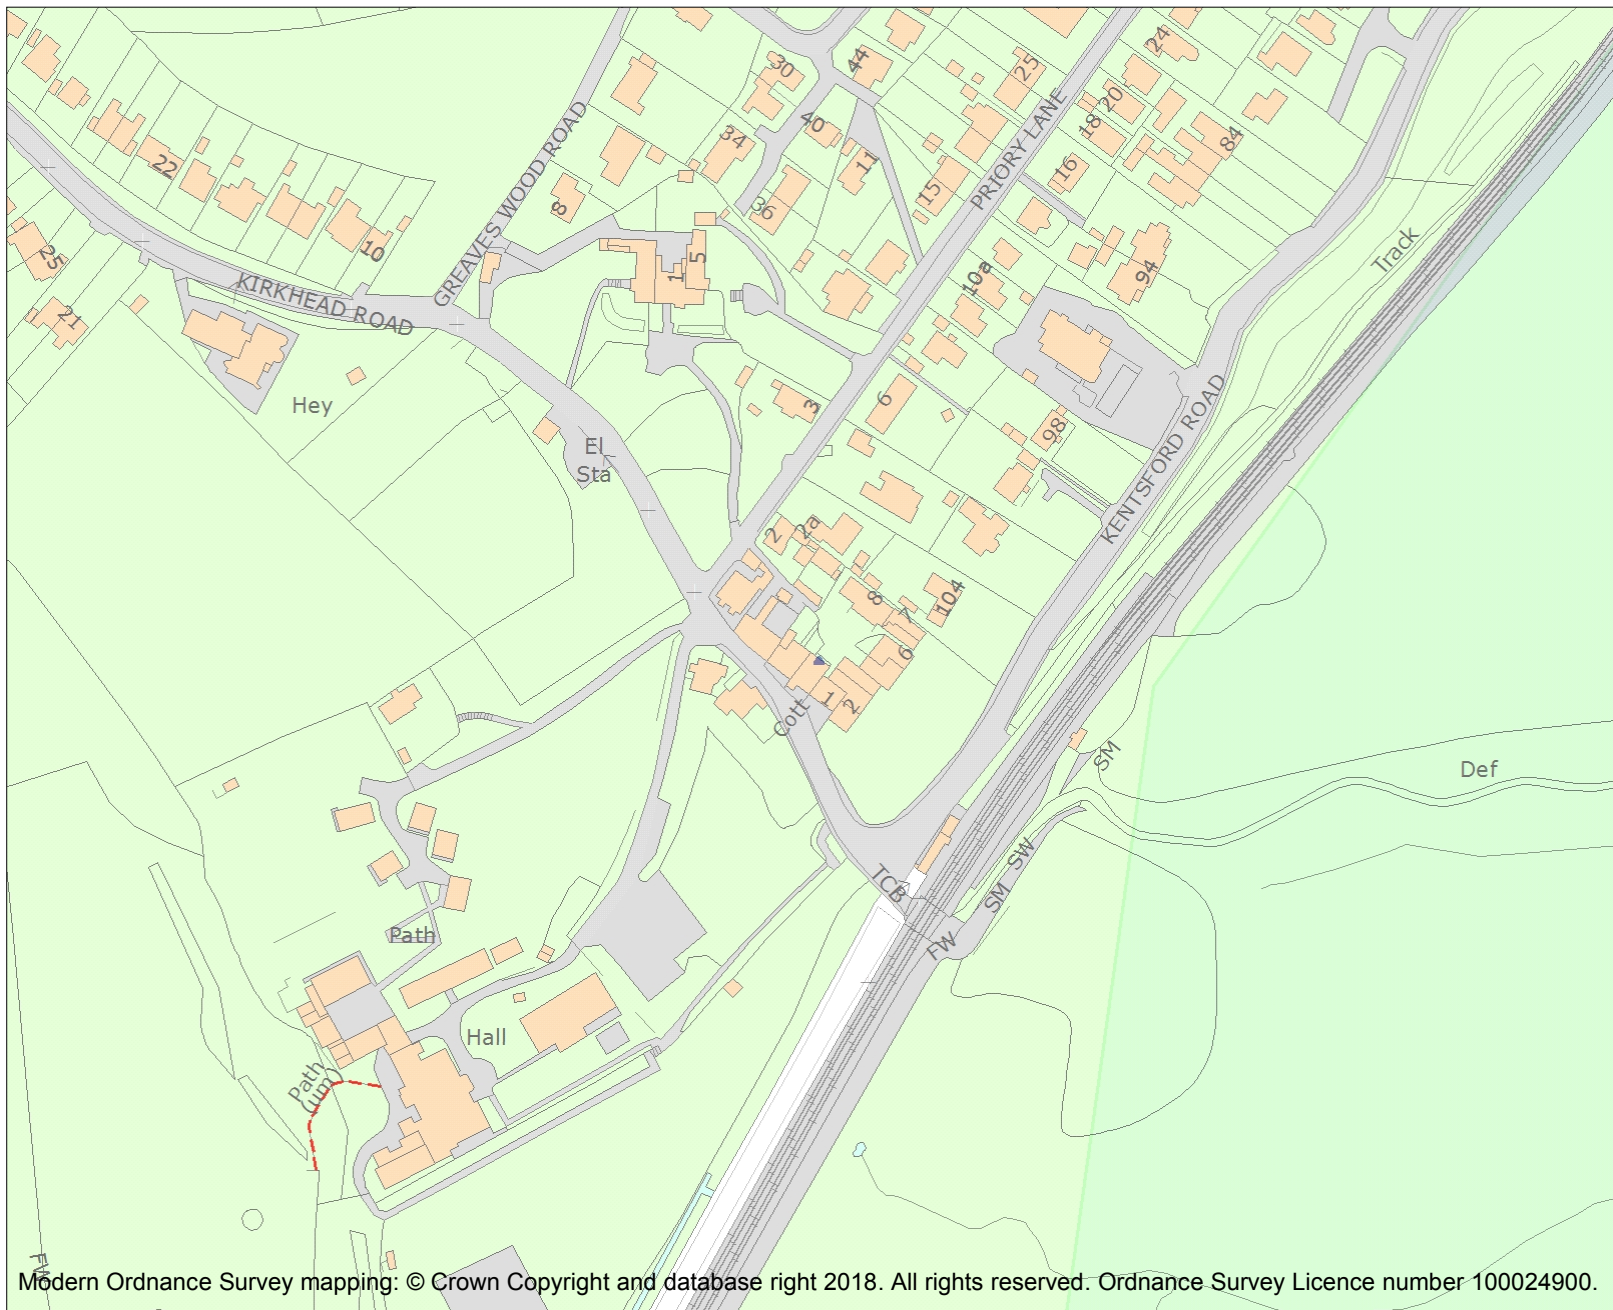 24
44
30
25
20
GREAVES WOOD ROAD
PRIORY LANE
40
18
34
84
11
22
16
15
8
36
25
10
Track
5
1
94
10a
KIRKHEAD ROAD
21
Hey
3
6
98
KENTSFORD ROAD
El
Sta
2
2a
8
104
7
6
1
2
Cott
SM
Def
SW
TCB
SM
Path
FW
Hall
Path
(um)
FW
Modern Ordnance Survey mapping: © Crown Copyright and database right 2018. All rights reserved. Ordnance Survey Licence number 100024900.